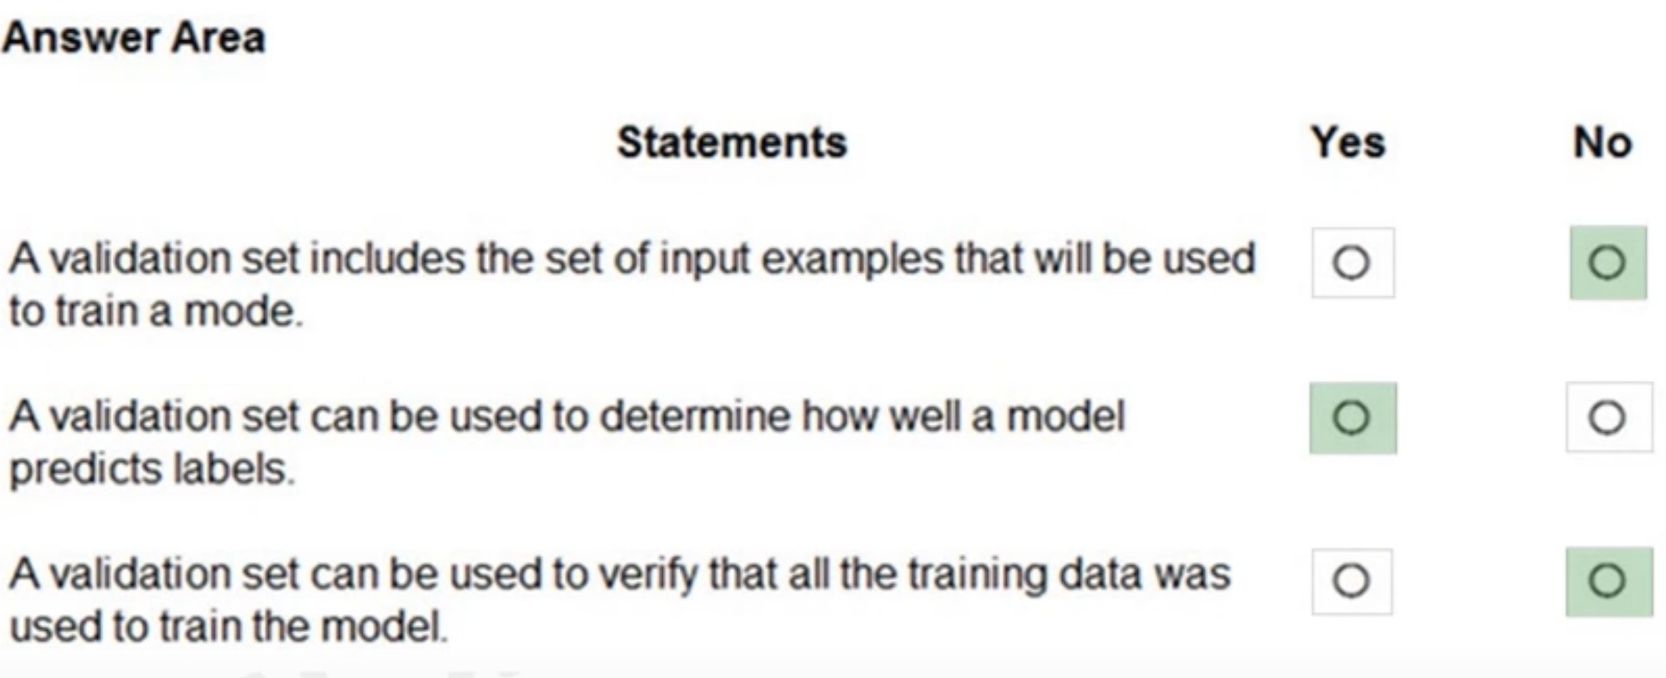 Answer Area
Statements Yes No
A validation set includes the set of input examples that will be used
to train a mode.
A validation set can be used to determine how well a model
predicts labels.
A validation set can be used to verify that all the training data was
used to train the model.